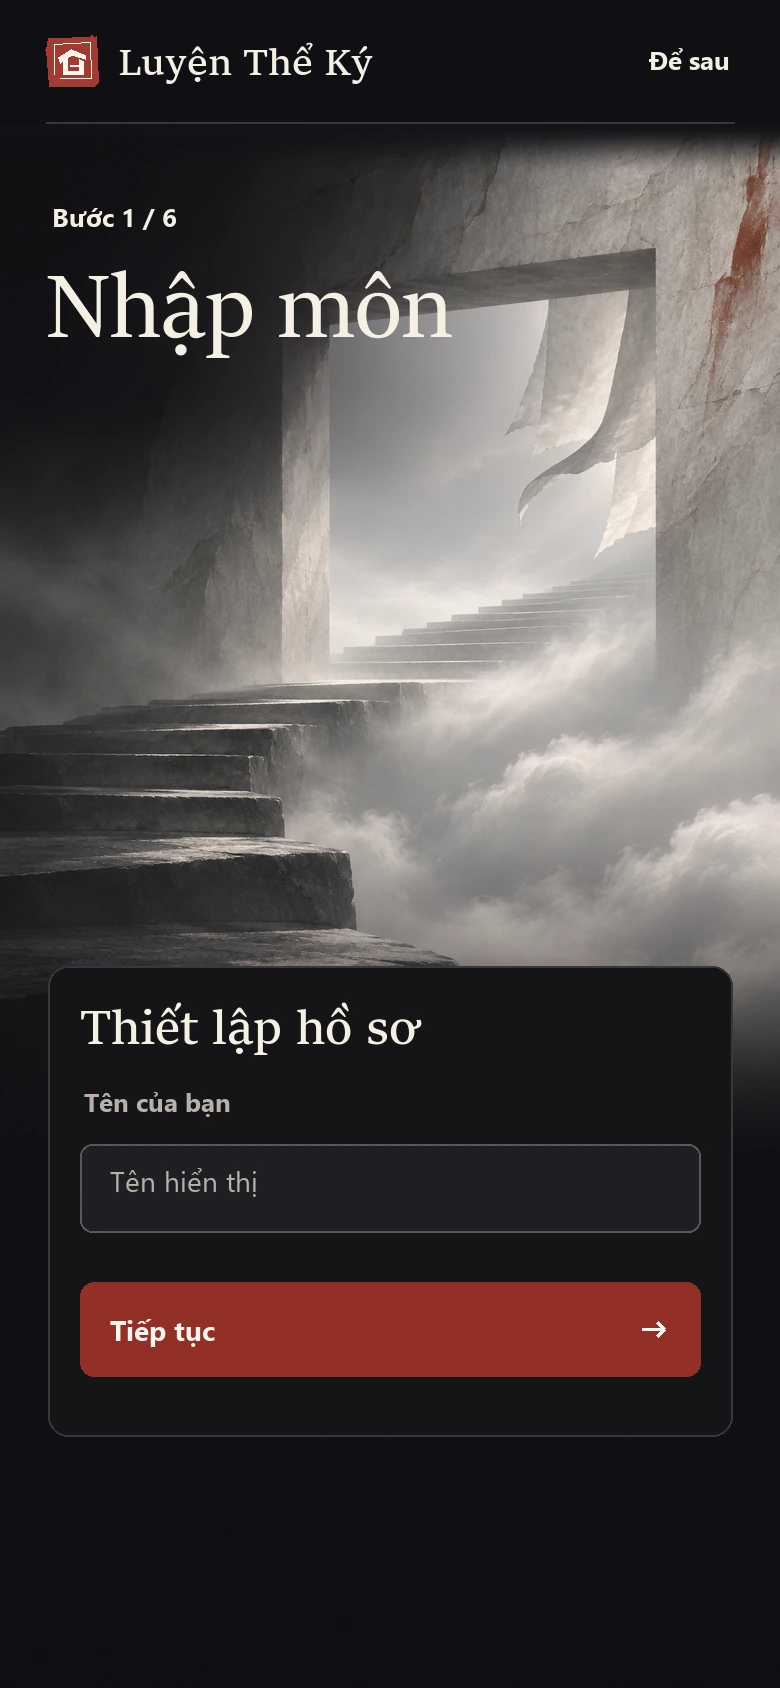 Luyện Thể Ký
Để sau
Bước 1 / 6
Nhập môn
Thiết lập hồ sơ
Tên của bạn
Tên hiển thị
Tiếp tục →